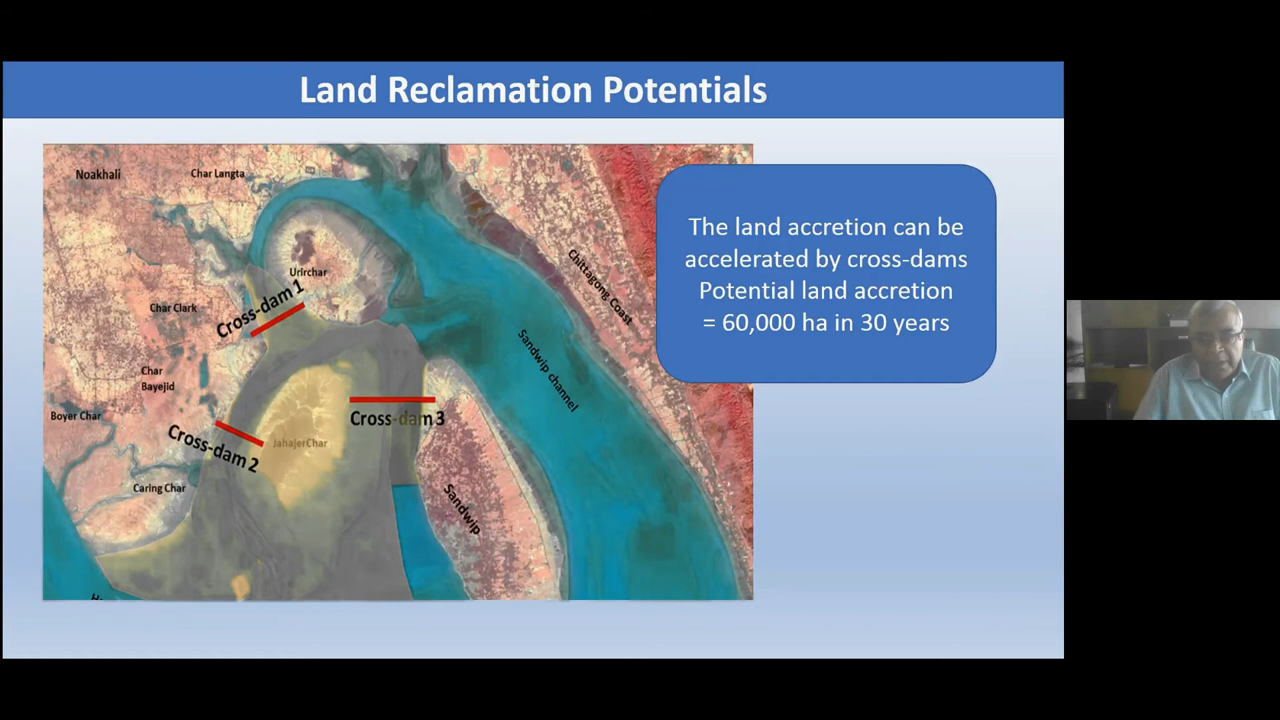 Land Reclamation Potentials
Noakhali
Char Langta
Urirchar
Chittagong Coast
Cross-dam 1
Char Clark
Sandwip channel
The land accretion can be
accelerated by cross-dams
Potential land accretion
= 60,000 ha in 30 years
Char
Bayejid
Boyer Char
Cross-dam 3
Cross-dam 2
JahajerChar
Caring Char
Sandwip